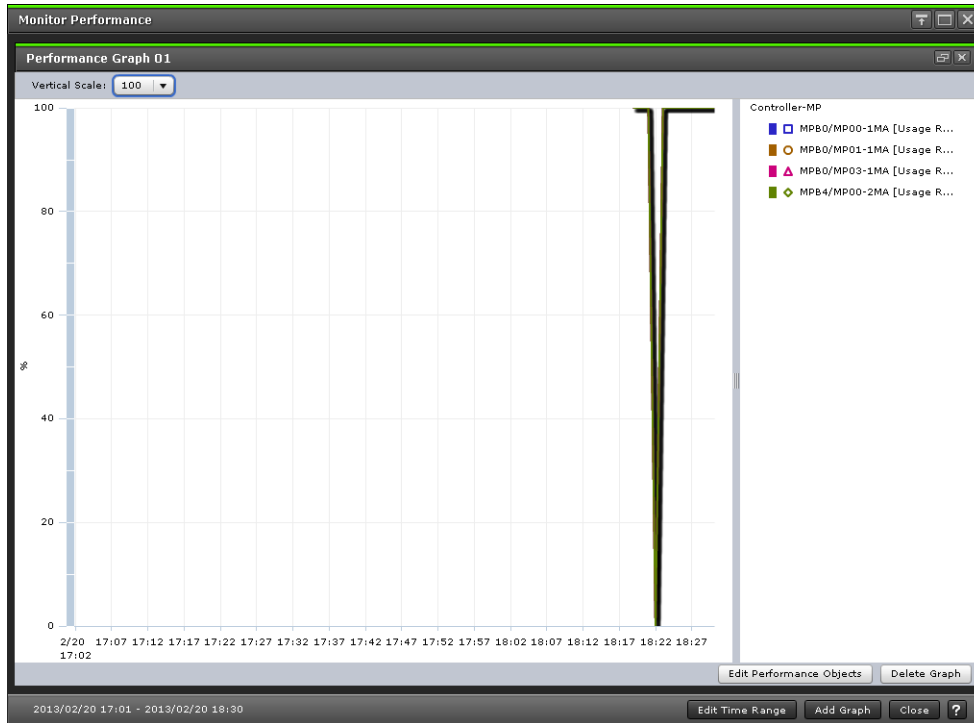 Monitor Performance
Performance Graph 01
Vertical Scale: 100
100
80
60
%
40
20
0
2/20 17:07 17:12 17:17 17:22 17:27 17:32 17:37 17:42 17:47 17:52 17:57 18:02 18:07 18:12 18:17 18:22 18:27
17:02
Controller-MP
MPB0/MP00-1MA [Usage R...
MPB0/MP01-1MA [Usage R...
MPB0/MP03-1MA [Usage R...
MPB4/MP00-2MA [Usage R...
Edit Performance Objects Delete Graph
2013/02/20 17:01 - 2013/02/20 18:30 Edit Time Range Add Graph Close ?